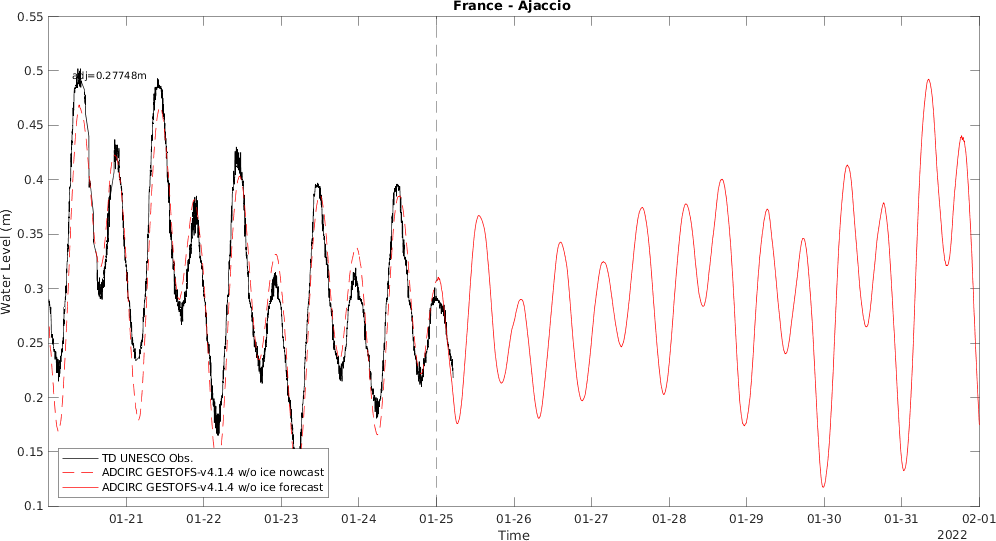 France - Ajaccio
0.55
0.5
0.45
0.4
0.35
0.3
0.25
0.2
0.15
0.1
Water Level (m)
adj=0.27748m
TD UNESCO Obs.
ADCIRC GESTOFS-v4.1.4 w/o ice nowcast
ADCIRC GESTOFS-v4.1.4 w/o ice forecast
01-21 01-22 01-23 01-24 01-25 01-26 01-27 01-28 01-29 01-30 01-31 02-01
Time
2022